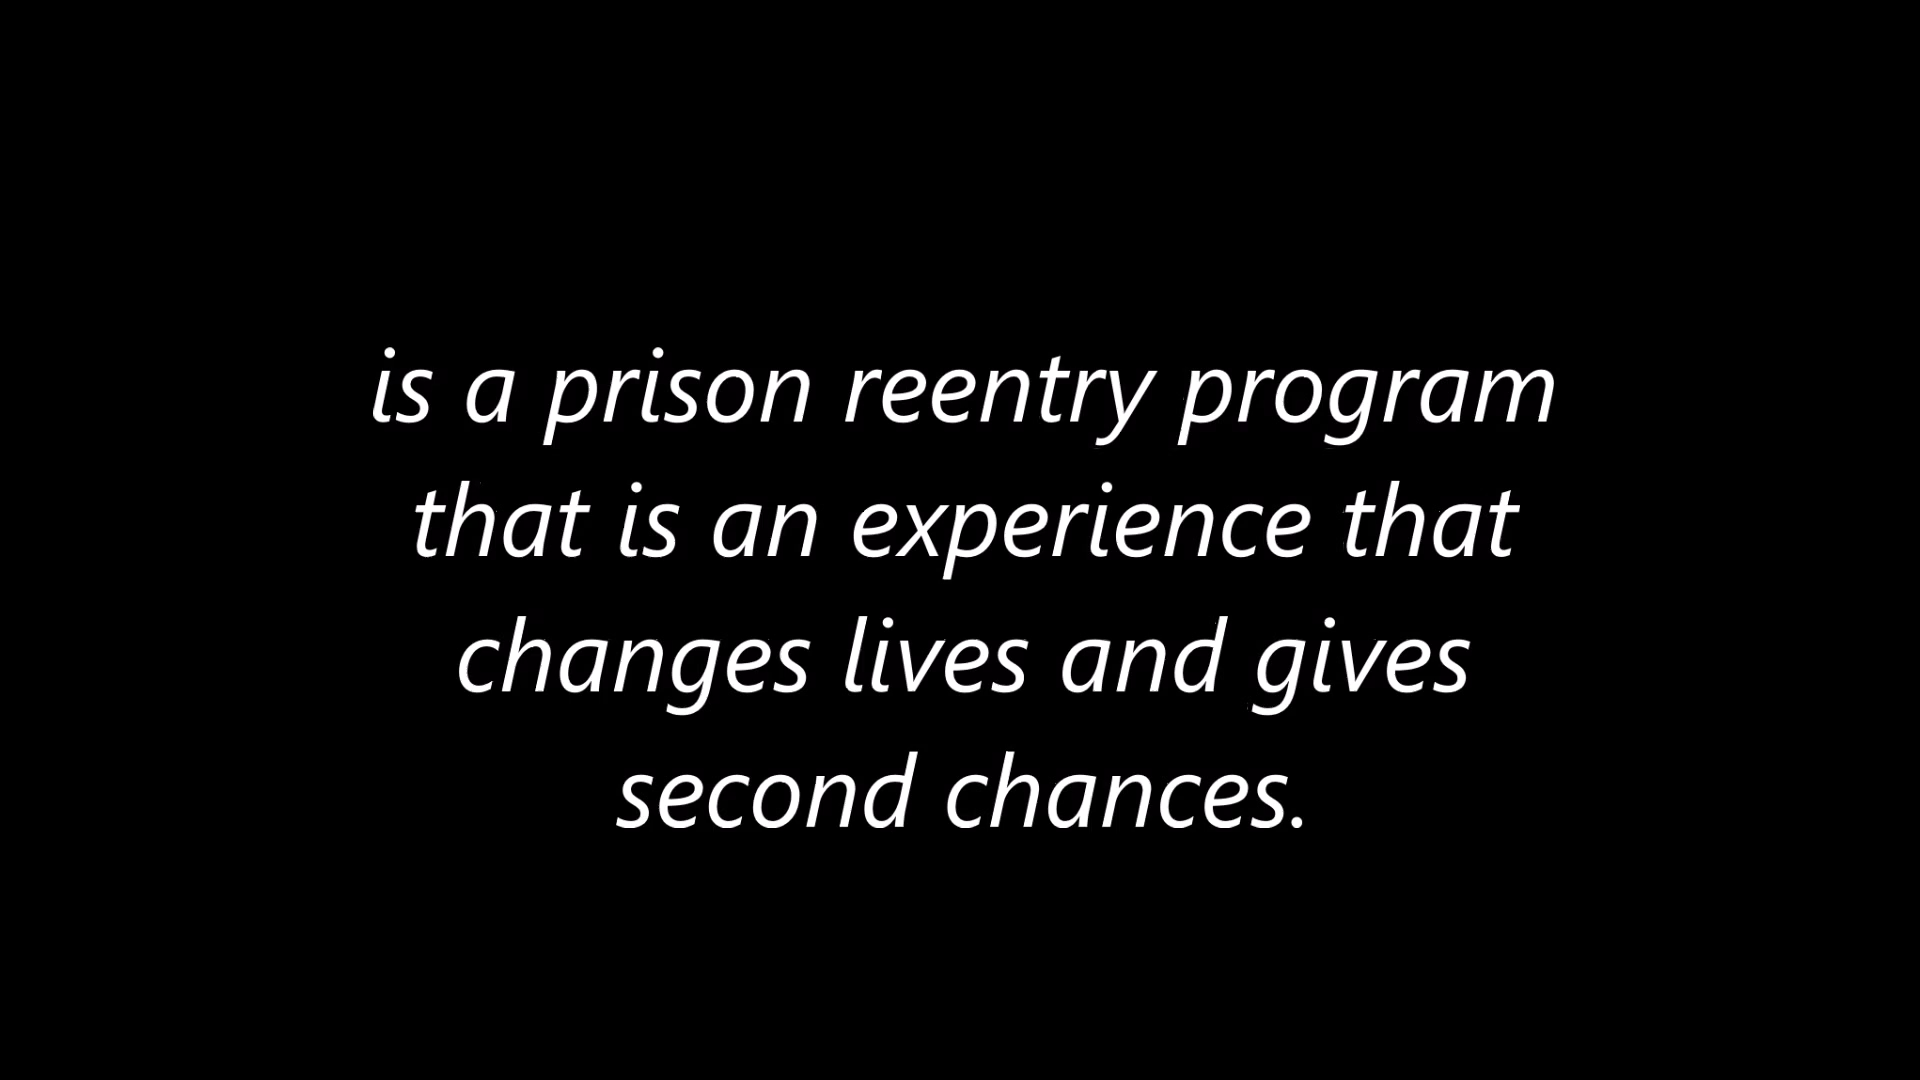 is a prison reentry program
that is an experience that
changes lives and gives
second chances.